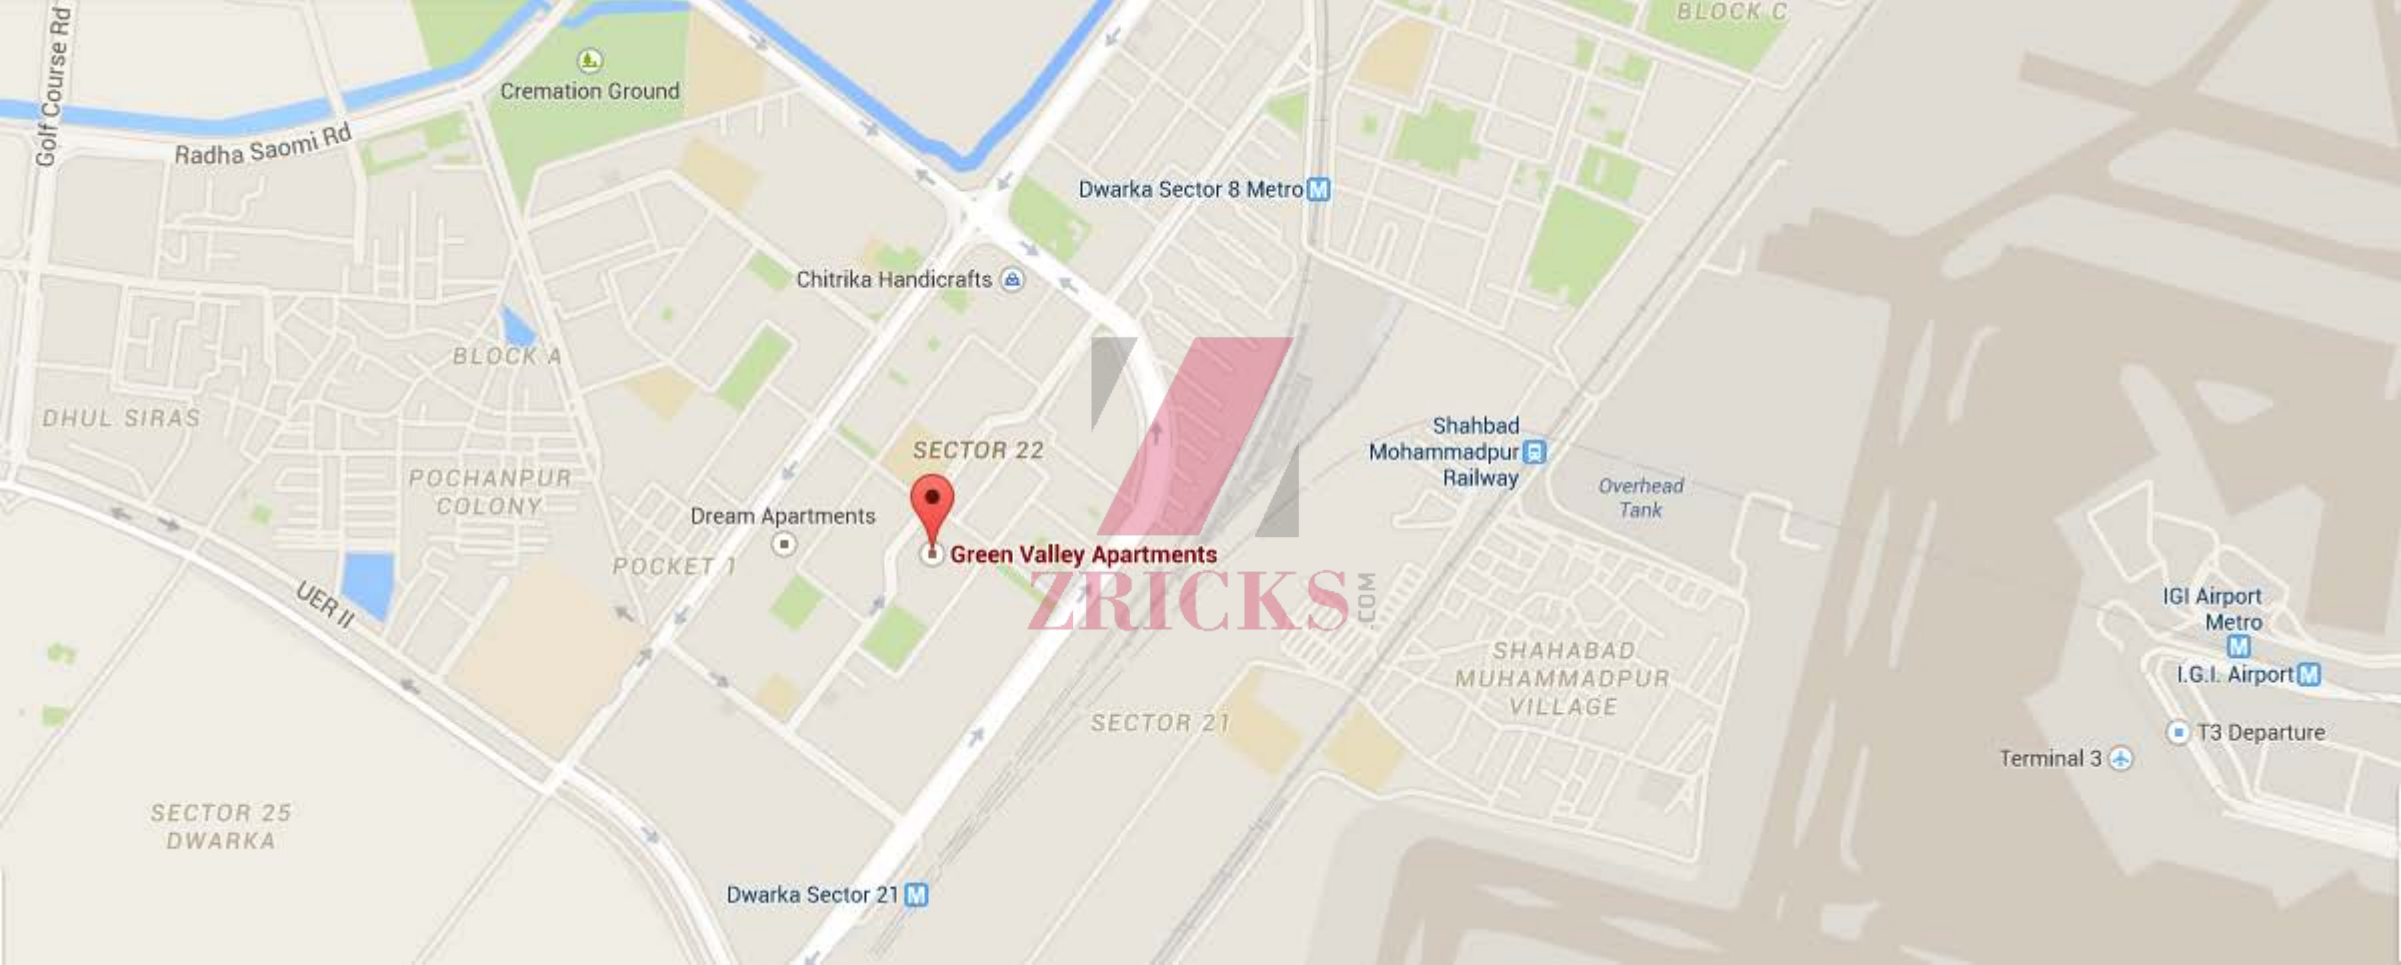 BLOCK C
Golf Course Rd
Cremation Ground
Radha Saomi Rd
Dwarka Sector 8 Metro
M
Chitrika Handicrafts
BLOCK A
DHUL SIRAS
SECTOR 22
Shahbad
Mohammadpur
Railway
POCHANPUR
COLONY
Overhead
Tank
Dream Apartments
Green Valley Apartments
POCKET 1
ZRICKS
.COM
UER II
IGI Airport
Metro
M
I.G.I. Airport
M
SHAHABAD
MUHAMMADPUR
VILLAGE
SECTOR 21
T3 Departure
Terminal 3
SECTOR 25
DWARKA
Dwarka Sector 21
M